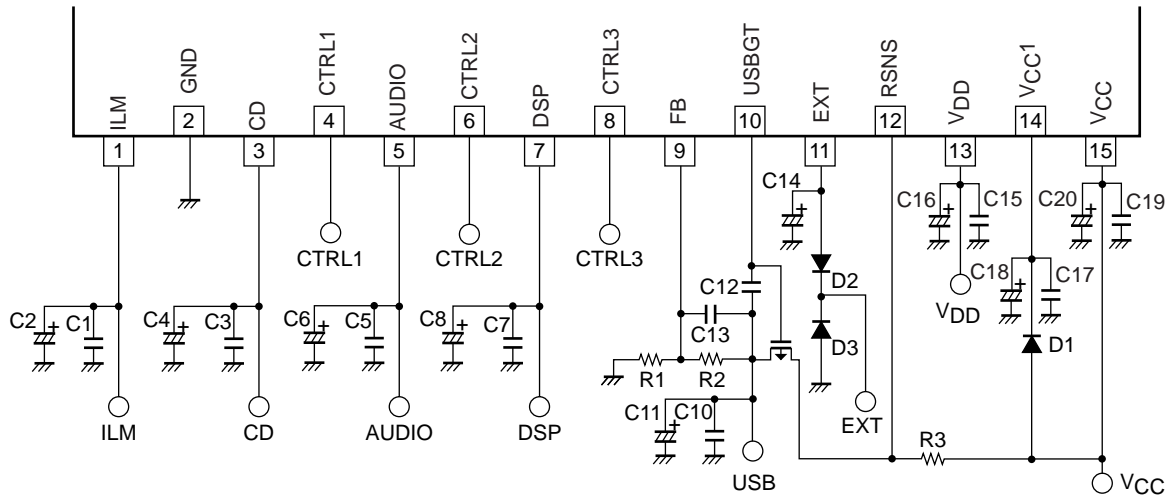 ILM
GND
CD
CTRL1
AUDIO
CTRL2
DSP
CTRL3
FB
USBGT
EXT
RSNS
VDD
VCC1
VCC
1
2
3
4
5
6
7
8
9
10
11
12
13
14
15
C14
C16
C15
C20
C19
CTRL1
CTRL2
CTRL3
C12
D2
C18
C17
VDD
C2
C1
C4
C3
C6
C5
C8
C7
C13
D3
D1
R1
R2
C11
C10
EXT
ILM
CD
AUDIO
DSP
R3
USB
VCC